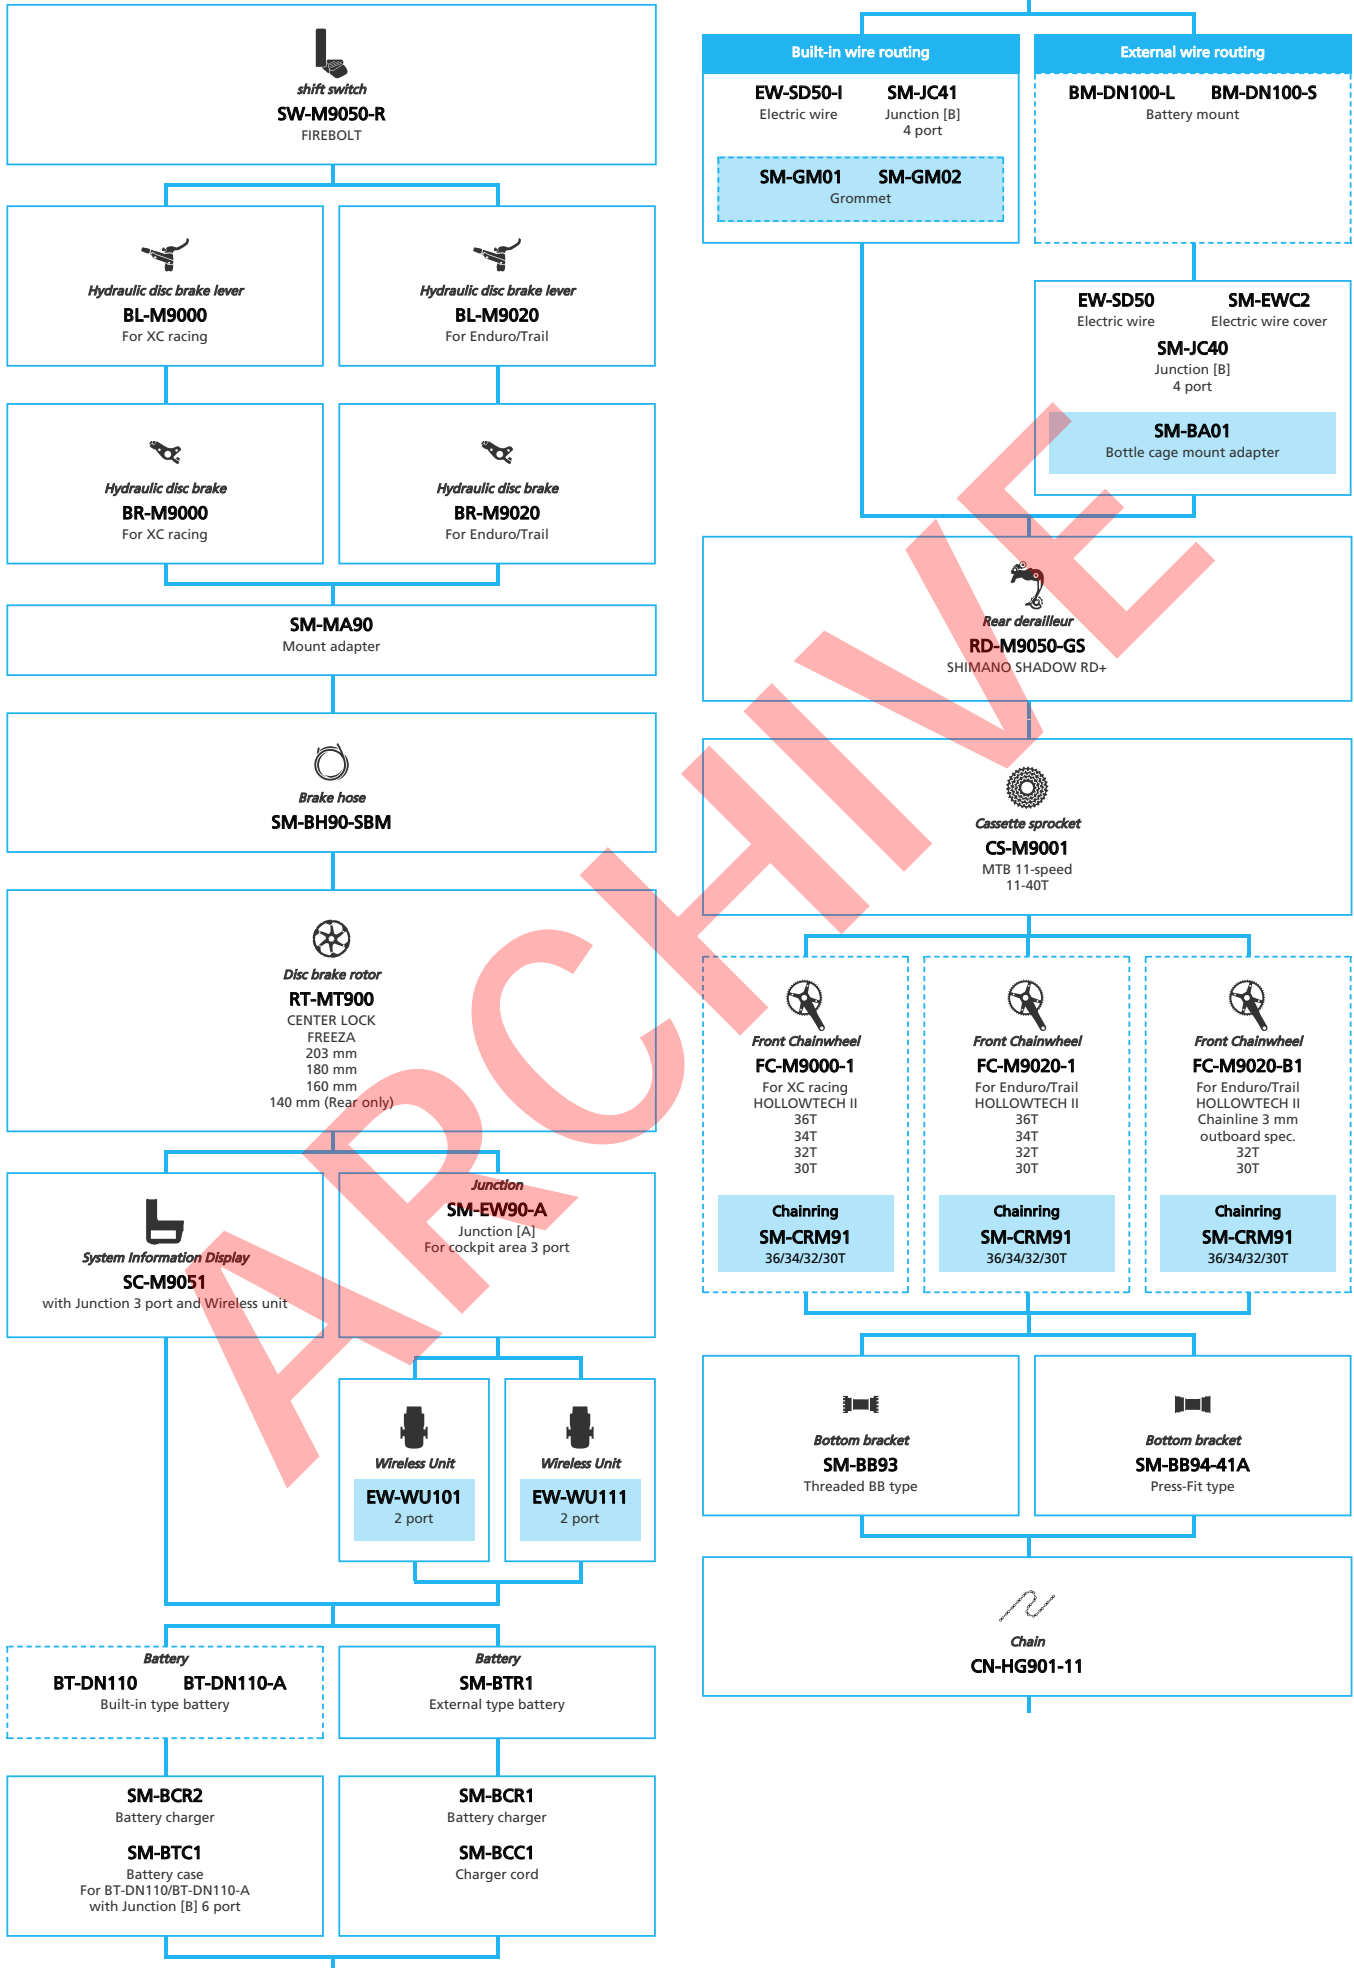 shift switch
SW-M9050-R
FIREBOLT
Hydraulic disc brake lever
BL-M9000
For XC racing
Hydraulic disc brake lever
BL-M9020
For Enduro/Trail
Hydraulic disc brake
BR-M9000
For XC racing
Hydraulic disc brake
BR-M9020
For Enduro/Trail
SM-MA90
Mount adapter
Brake hose
SM-BH90-SBM
Disc brake rotor
RT-MT900
CENTER LOCK
FREEZA
203 mm
180 mm
160 mm
140 mm (Rear only)
System Information Display
SC-M9051
with Junction 3 port and Wireless unit
Junction
SM-EW90-A
Junction [A]
For cockpit area 3 port
Wireless Unit
EW-WU101
2 port
Wireless Unit
EW-WU111
2 port
Battery
BT-DN110 BT-DN110-A
Built-in type battery
Battery
SM-BTR1
External type battery
SM-BCR2
Battery charger
SM-BTC1
Battery case
For BT-DN110/BT-DN110-A
with Junction [B] 6 port
SM-BCR1
Battery charger
SM-BCC1
Charger cord
Built-in wire routing
EW-SD50-I SM-JC41
Electric wire Junction [B]
4 port
SM-GM01 SM-GM02
Grommet
External wire routing
BM-DN100-L BM-DN100-S
Battery mount
EW-SD50 SM-EWC2
Electric wire Electric wire cover
SM-JC40
Junction [B]
4 port
SM-BA01
Bottle cage mount adapter
Rear derailleur
RD-M9050-GS
SHIMANO SHADOW RD+
Cassette sprocket
CS-M9001
MTB 11-speed
11-40T
Front Chainwheel
FC-M9000-1
For XC racing
HOLLOWTECH II
36T
34T
32T
30T
Chainring
SM-CRM91
36/34/32/30T
Front Chainwheel
FC-M9020-1
For Enduro/Trail
HOLLOWTECH II
36T
34T
32T
30T
Chainring
SM-CRM91
36/34/32/30T
Front Chainwheel
FC-M9020-B1
For Enduro/Trail
HOLLOWTECH II
Chainline 3 mm
outboard spec.
32T
30T
Chainring
SM-CRM91
36/34/32/30T
Bottom bracket
SM-BB93
Threaded BB type
Bottom bracket
SM-BB94-41A
Press-Fit type
Chain
CN-HG901-11
ARCHIVE